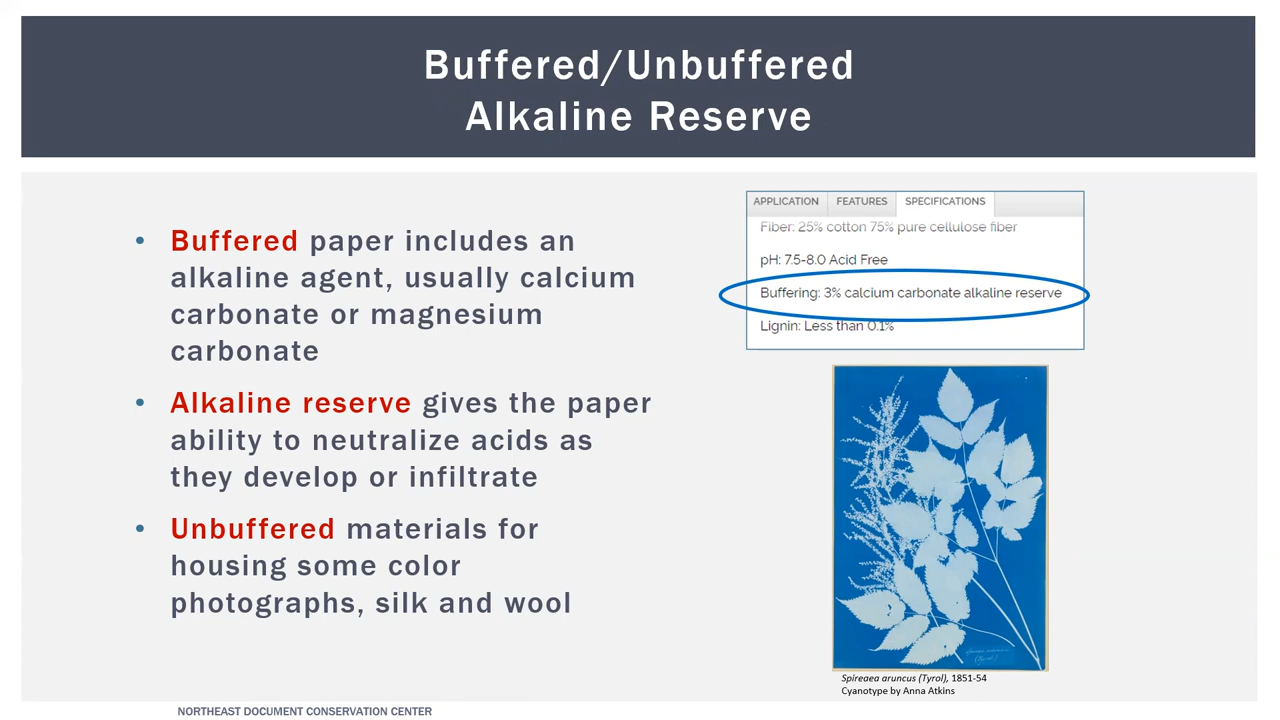 Buffered/Unbuffered
Alkaline Reserve
• Buffered paper includes an
alkaline agent, usually calcium
carbonate or magnesium
carbonate
• Alkaline reserve gives the paper
ability to neutralize acids as
they develop or infiltrate
• Unbuffered materials for
housing some color
photographs, silk and wool
APPLICATION FEATURES SPECIFICATIONS
Fiber: 25% cotton 75% pure cellulose fiber
pH: 7.5-8.0 Acid Free
Buffering: 3% calcium carbonate alkaline reserve
Lignin: Less than 0.1%
Spireaea aruncus (Tyrol), 1851-54
Cyanotype by Anna Atkins
NORTHEAST DOCUMENT CONSERVATION CENTER